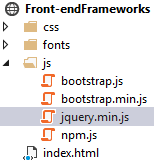 Front-endFrameworks
css
fonts
js
bootstrap.js
bootstrap.min.js
jquery.min.js
npm.js
index.html